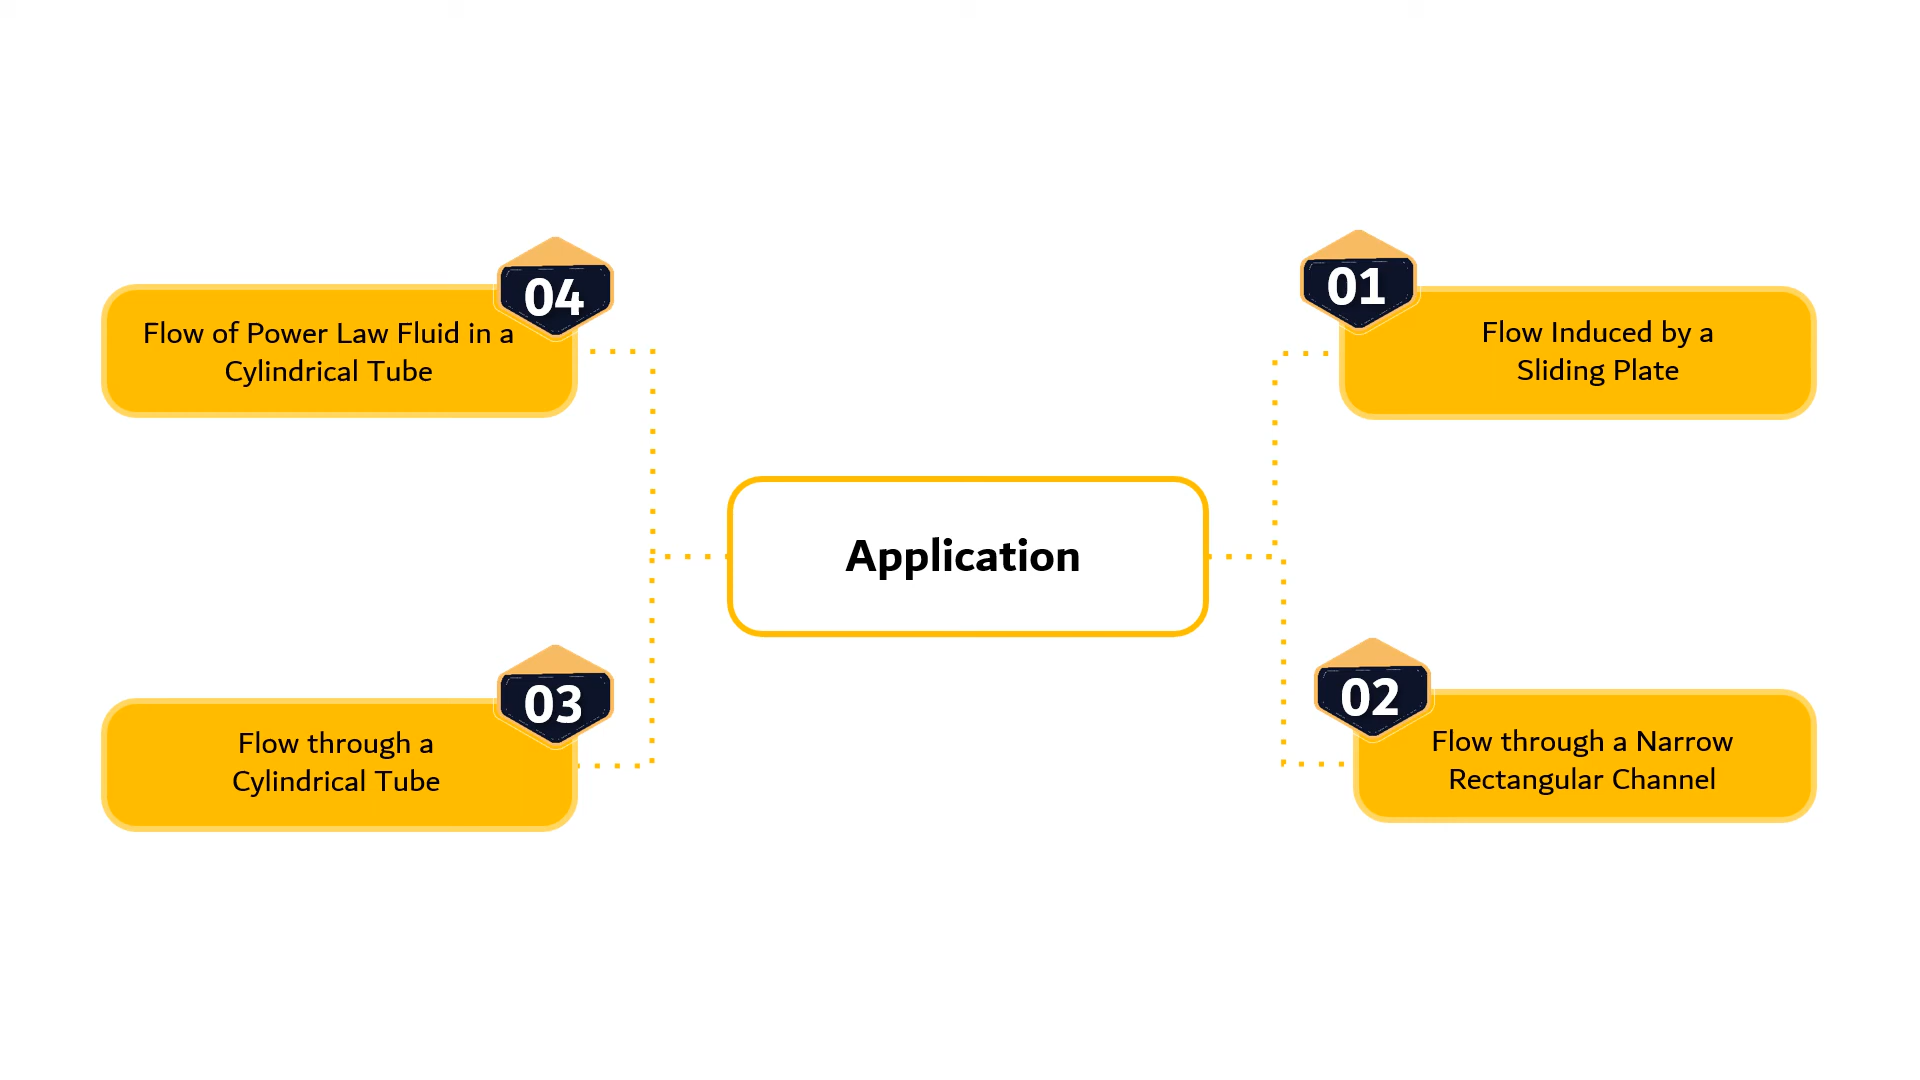 Application
01
Flow Induced by a
Sliding Plate
02
Flow through a Narrow
Rectangular Channel
03
Flow through a
Cylindrical Tube
04
Flow of Power Law Fluid in a
Cylindrical Tube